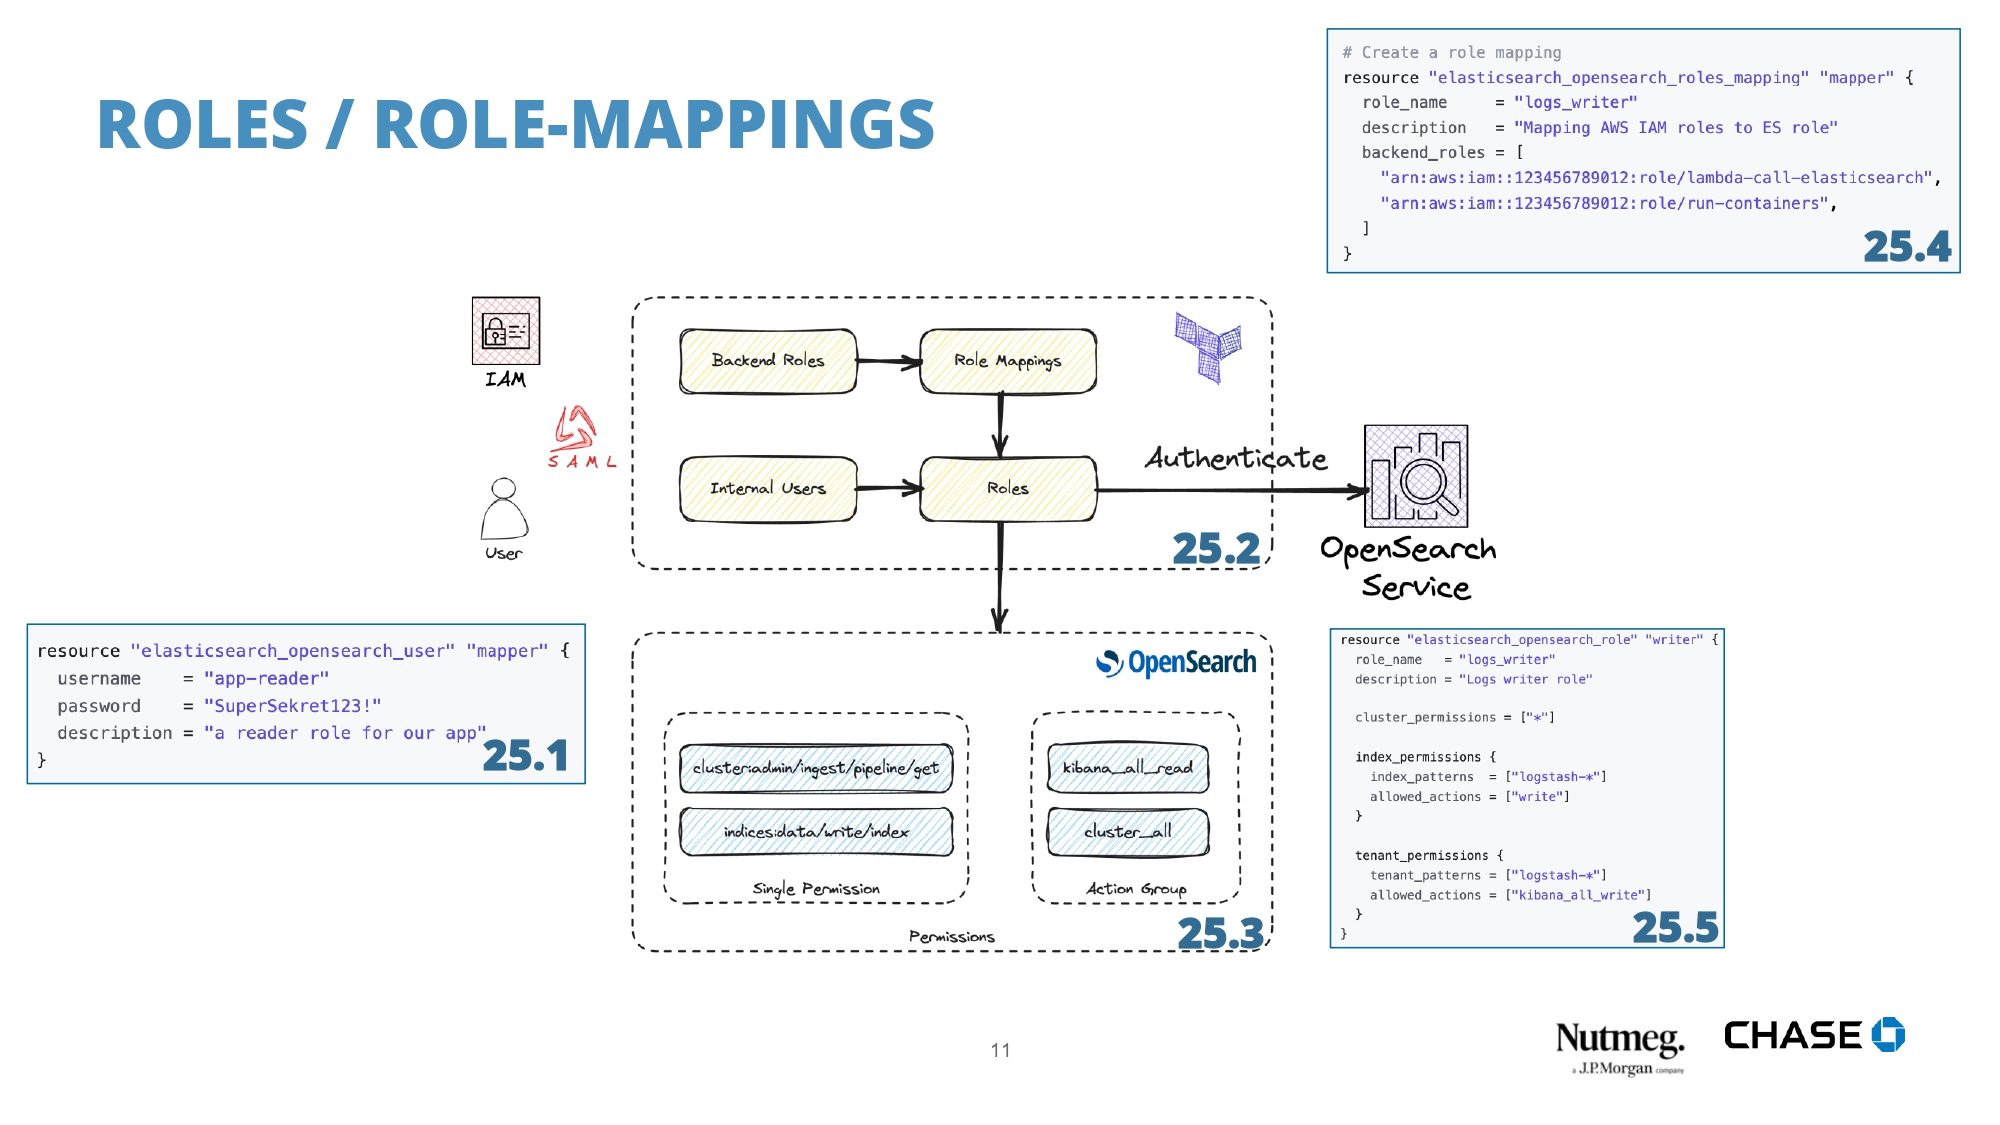 ROLES / ROLE-MAPPINGS
# Create a role mapping
resource "elasticsearch_opensearch_roles_mapping" "mapper" {
  role_name     = "logs_writer"
  description   = "Mapping AWS IAM roles to ES role"
  backend_roles = [
    "arn:aws:iam::123456789012:role/lambda-call-elasticsearch",
    "arn:aws:iam::123456789012:role/run-containers",
  ]
}
25.4
IAM
SAML
User
Backend Roles
Role Mappings
Internal Users
Roles
Authenticate
25.2
OpenSearch
Service
resource "elasticsearch_opensearch_user" "mapper" {
  username    = "app-reader"
  password    = "SuperSekret123!"
  description = "a reader role for our app"
}
25.1
OpenSearch
cluster:admin/ingest/pipeline/get
indices:data/write/index
Single Permission
kibana_all_read
cluster_all
Action Group
Permissions
25.3
resource "elasticsearch_opensearch_role" "writer" {
  role_name   = "logs_writer"
  description = "Logs writer role"
  cluster_permissions = ["*"]
  index_permissions {
    index_patterns  = ["logstash-*"]
    allowed_actions = ["write"]
  }
  tenant_permissions {
    tenant_patterns = ["logstash-*"]
    allowed_actions = ["kibana_all_write"]
  }
}
25.5
11
Nutmeg.
a J.P.Morgan company
CHASE